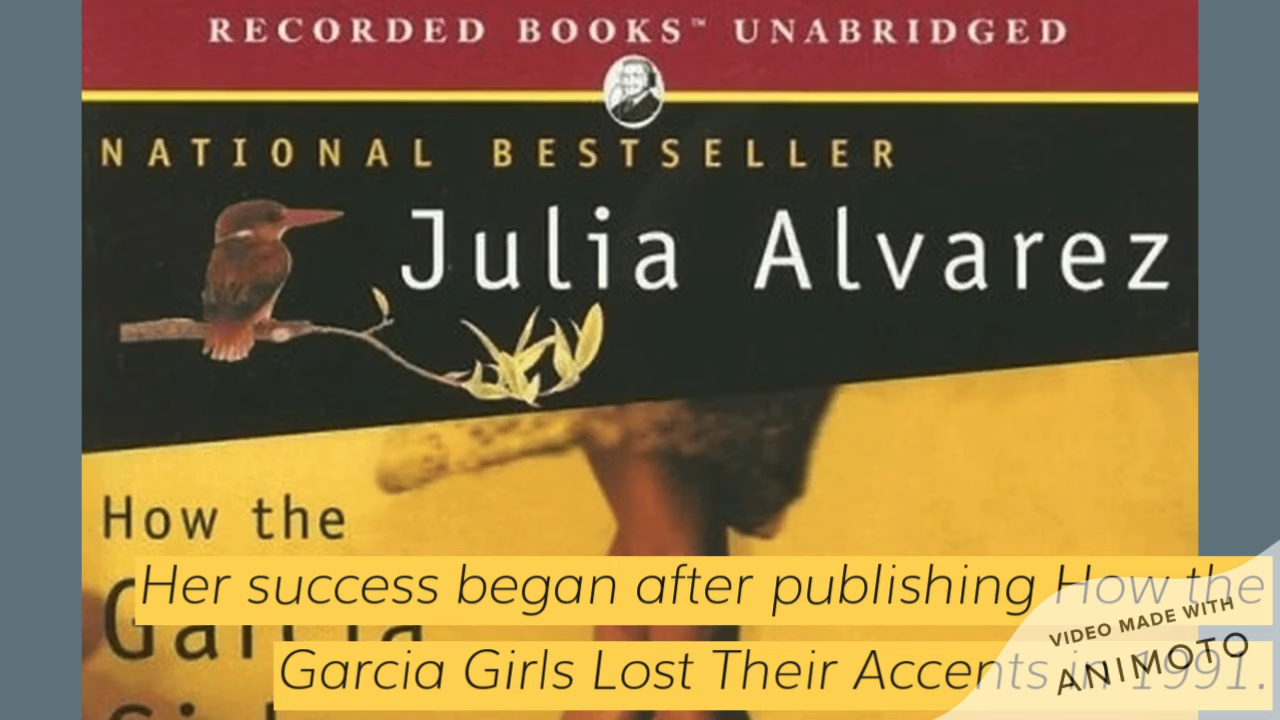 RECORDED BOOKS™ UNABRIDGED
NATIONAL BESTSELLER
Julia Alvarez
How the
Garcia
Her success began after publishing How the
Garcia Girls Lost Their Accents in 1991.
VIDEO MADE WITH
ANIMOTO